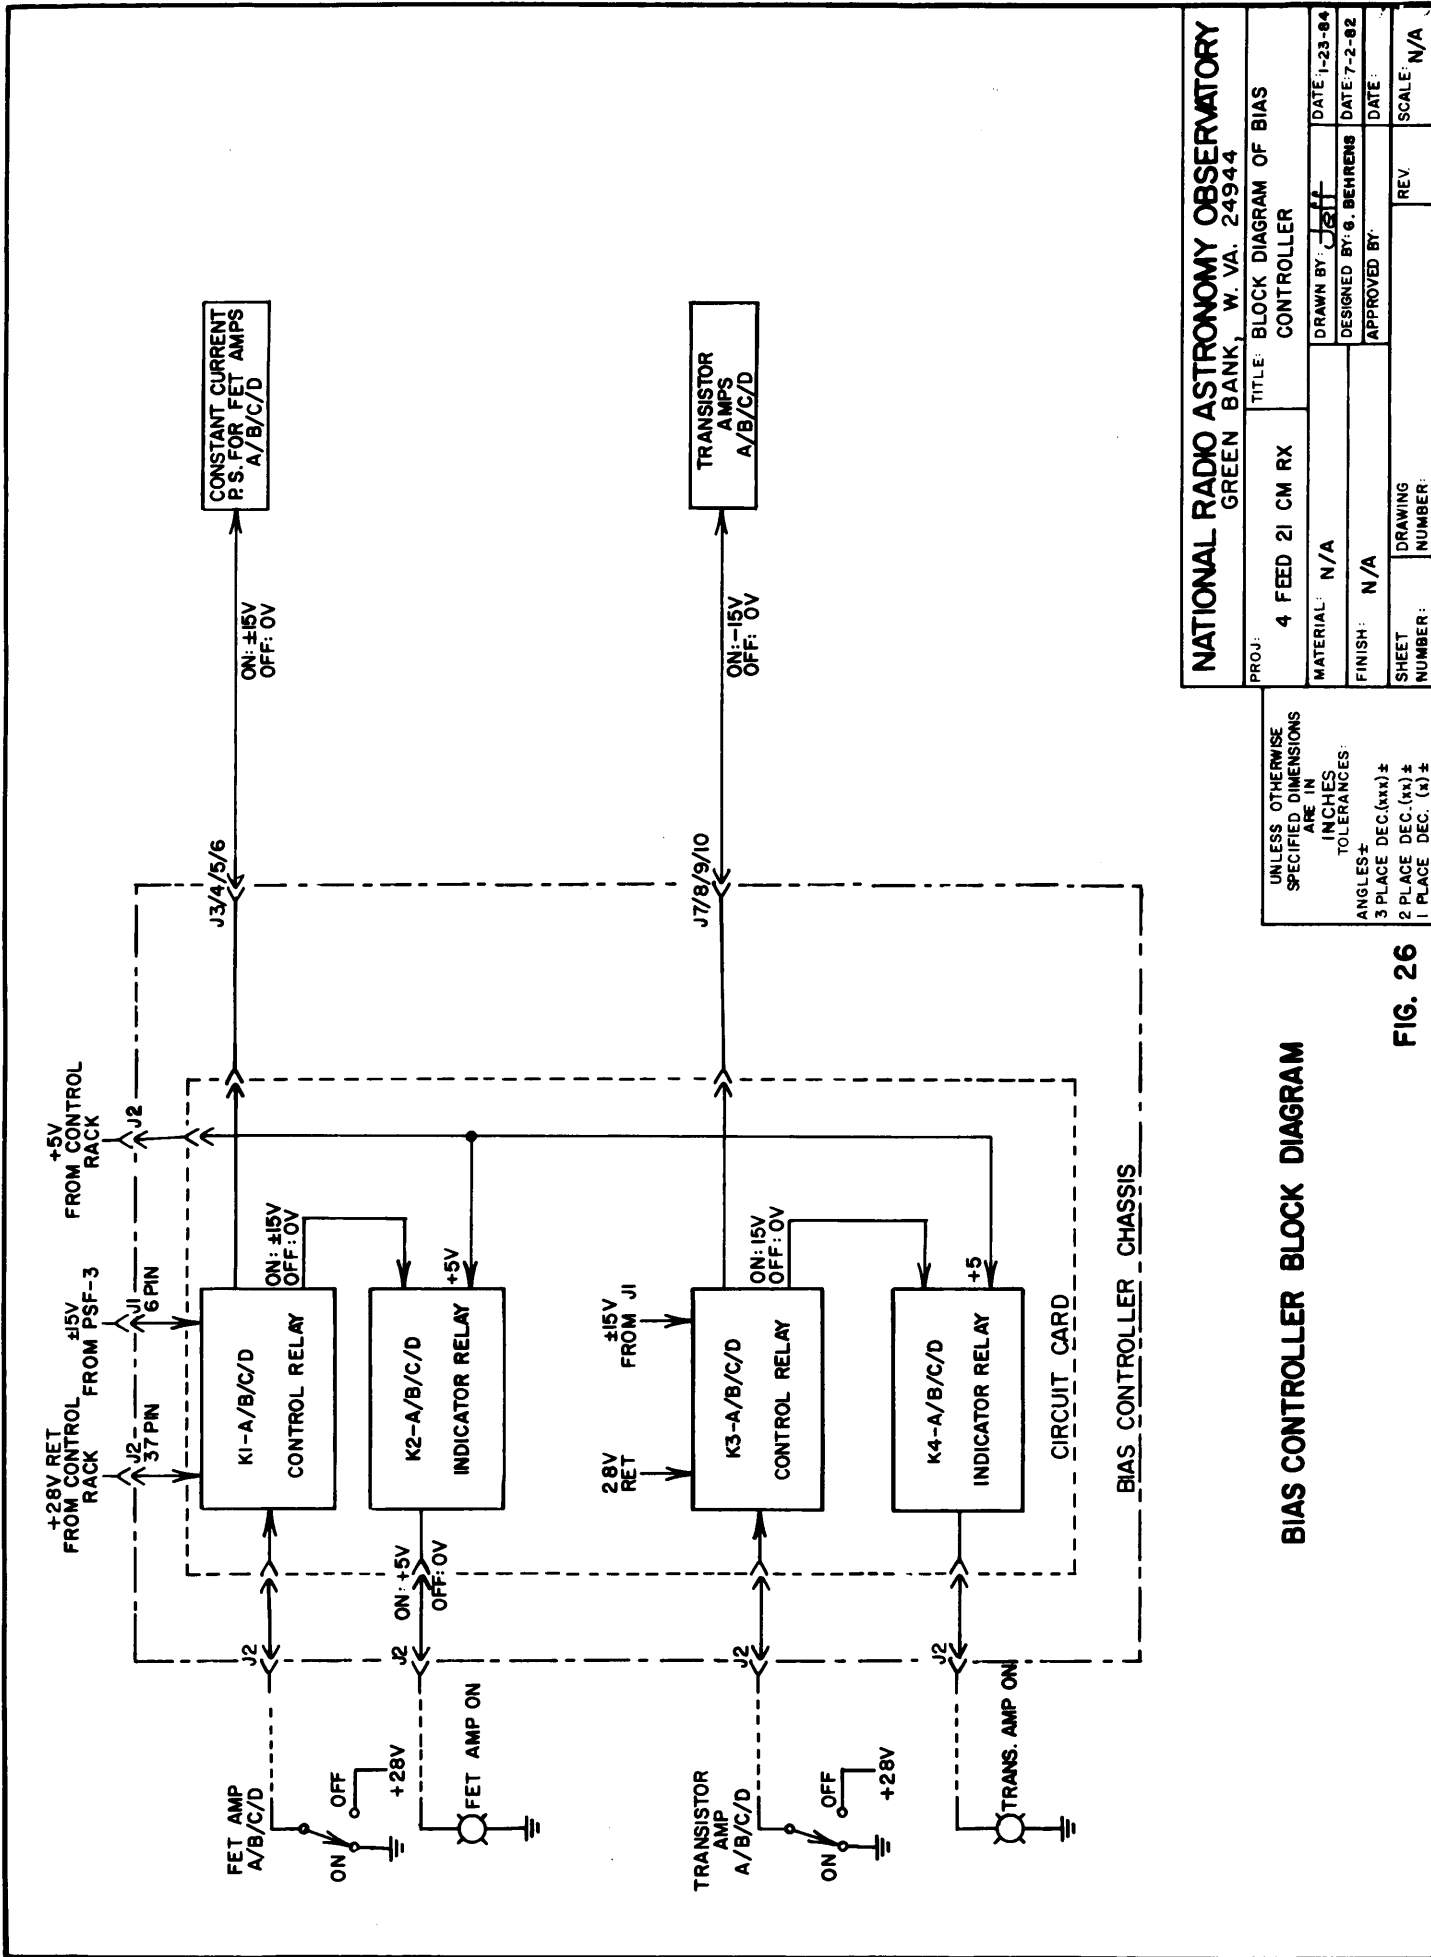 +28V RET
FROM CONTROL
RACK
J2
37 PIN
±15V
FROM PSF-3
J1
6 PIN
+5V
FROM CONTROL
RACK
J2
FET AMP
A/B/C/D
ON
OFF
+28V
J2
K1-A/B/C/D
CONTROL RELAY
ON: ±15V
OFF: 0V
J3/4/5/6
ON: ±15V
OFF: 0V
CONSTANT CURRENT
P.S. FOR FET AMPS
A/B/C/D
FET AMP ON
J2
ON: +5V
OFF: 0V
K2-A/B/C/D
INDICATOR RELAY
+5V
TRANSISTOR
AMP
A/B/C/D
ON
OFF
+28V
J2
28V
RET
±15V
FROM J1
K3-A/B/C/D
CONTROL RELAY
ON: 15V
OFF: 0V
J7/8/9/10
ON: -15V
OFF: 0V
TRANSISTOR
AMPS
A/B/C/D
TRANS. AMP ON
J2
K4-A/B/C/D
INDICATOR RELAY
+5
CIRCUIT CARD
BIAS CONTROLLER CHASSIS
BIAS CONTROLLER BLOCK DIAGRAM
FIG. 26
UNLESS OTHERWISE
SPECIFIED DIMENSIONS
ARE IN
INCHES
TOLERANCES:
ANGLES ±
3 PLACE DEC.(xxx) ±
2 PLACE DEC.(xx) ±
1 PLACE DEC. (x) ±
NATIONAL RADIO ASTRONOMY OBSERVATORY
GREEN BANK, W. VA. 24944
PROJ:
4 FEED 21 CM RX
TITLE: BLOCK DIAGRAM OF BIAS
CONTROLLER
MATERIAL: N/A
DRAWN BY: Jeff
DATE: 1-23-84
DESIGNED BY: G. BEHRENS
DATE: 7-2-82
FINISH: N/A
APPROVED BY:
DATE:
SHEET
NUMBER:
DRAWING
NUMBER:
REV.
SCALE: N/A